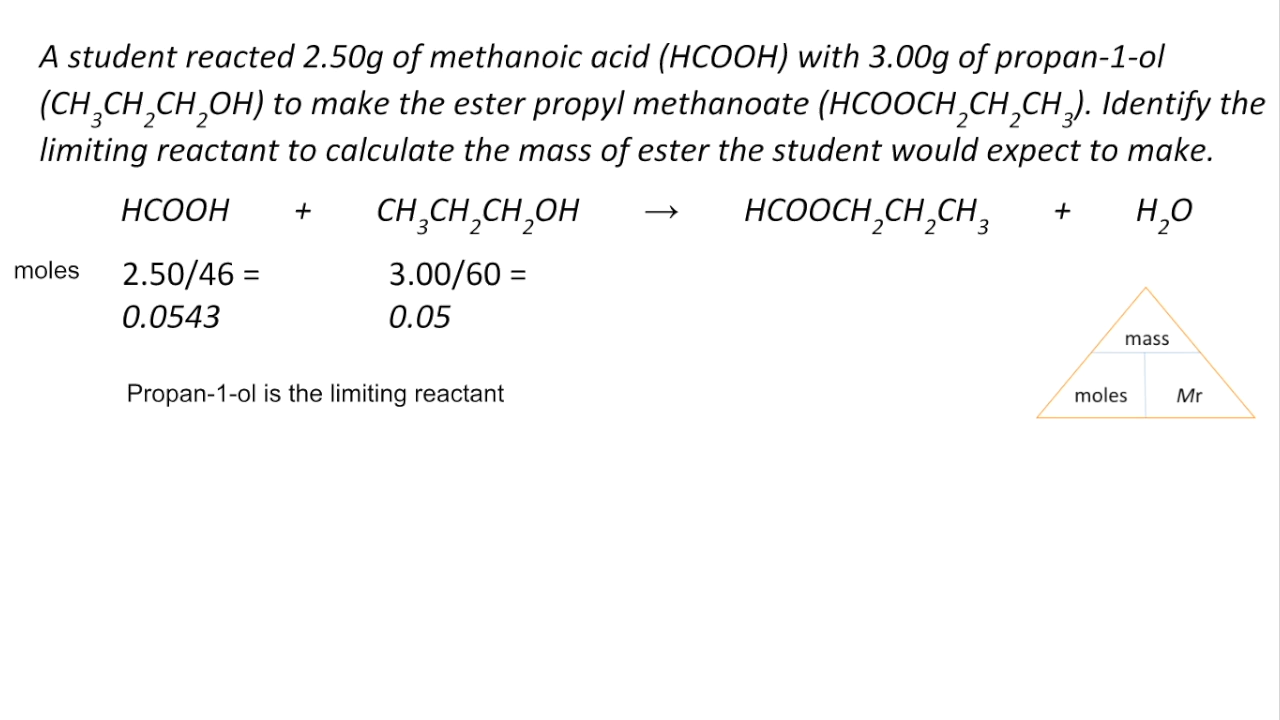 A student reacted 2.50g of methanoic acid (HCOOH) with 3.00g of propan-1-ol
(CH₃CH₂CH₂OH) to make the ester propyl methanoate (HCOOCH₂CH₂CH₃). Identify the
limiting reactant to calculate the mass of ester the student would expect to make.
HCOOH + CH₃CH₂CH₂OH → HCOOCH₂CH₂CH₃ + H₂O
moles 2.50/46 = 3.00/60 =
0.0543 0.05
mass
Propan-1-ol is the limiting reactant moles Mr